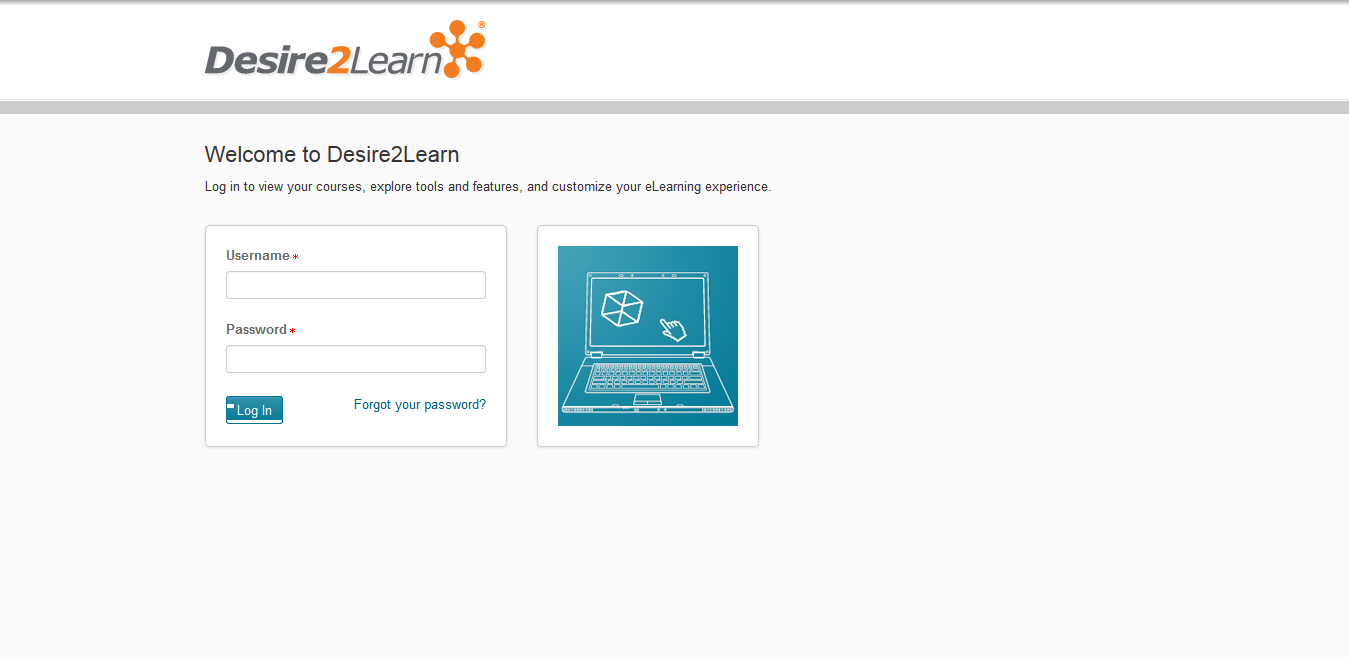 Desire2Learn®
Welcome to Desire2Learn
Log in to view your courses, explore tools and features, and customize your eLearning experience.
Username *
Password *
Log In
Forgot your password?